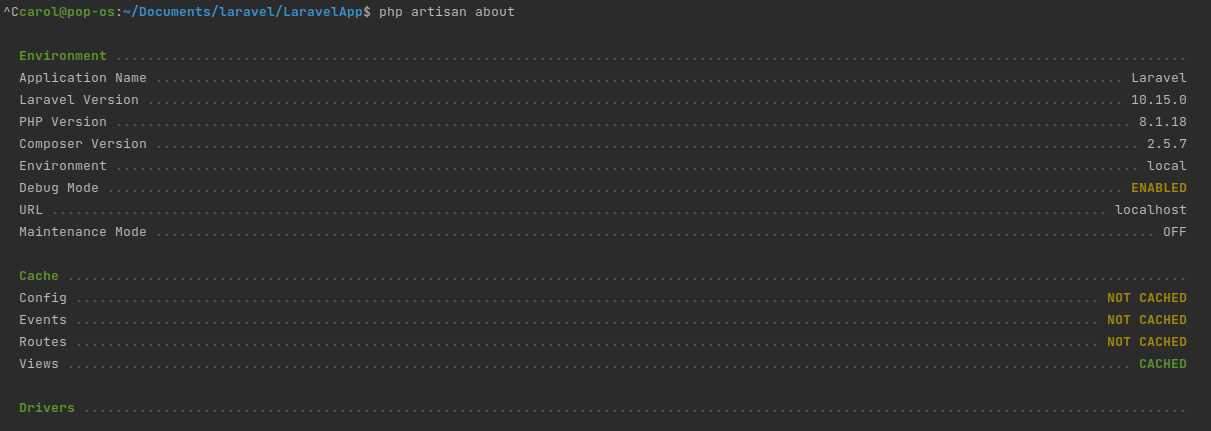 ^Ccarol@pop-os:~/Documents/laravel/LaravelApp$ php artisan about
Environment ................................................................................................................................
Application Name ................................................................................................................ Laravel
Laravel Version ................................................................................................................. 10.15.0
PHP Version ...................................................................................................................... 8.1.18
Composer Version .................................................................................................................. 2.5.7
Environment ....................................................................................................................... local
Debug Mode ...................................................................................................................... ENABLED
URL ........................................................................................................................... localhost
Maintenance Mode .................................................................................................................... OFF
Cache ......................................................................................................................................
Config ....................................................................................................................... NOT CACHED
Events ....................................................................................................................... NOT CACHED
Routes ....................................................................................................................... NOT CACHED
Views ............................................................................................................................ CACHED
Drivers ....................................................................................................................................